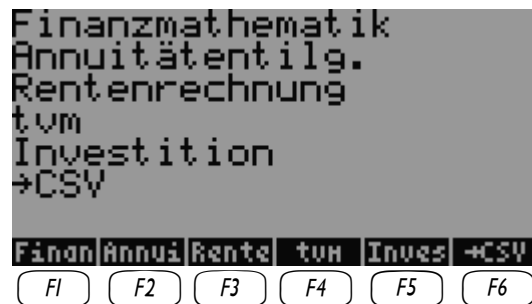 Finanzmathematik
Annuitätentilg.
Rentenrechnung
tvm
Investition
→CSV
Finan Annui Rente tvm Inves →CSV
F1 F2 F3 F4 F5 F6